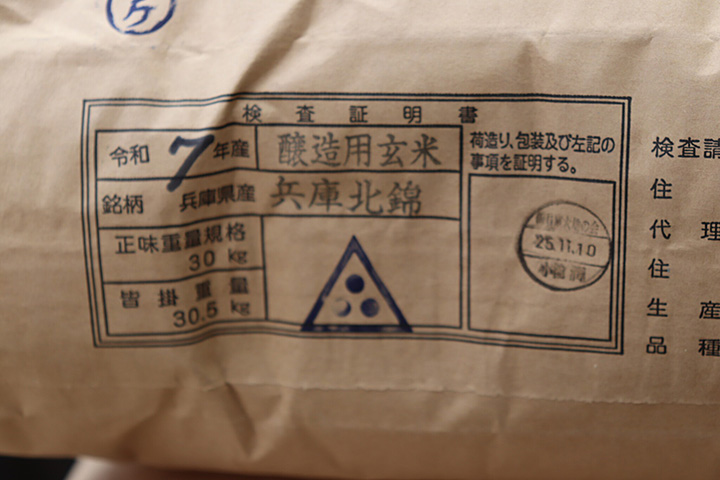 ケ
検査証明書
令和 7 年産 醸造用玄米
銘柄 兵庫県産 兵庫北錦
正味重量規格
30 kg
皆掛重量
30.5 kg
荷造り、包装及び左記の
事項を証明する。
25.11.10
検査請
住
代理
住
生産
品種